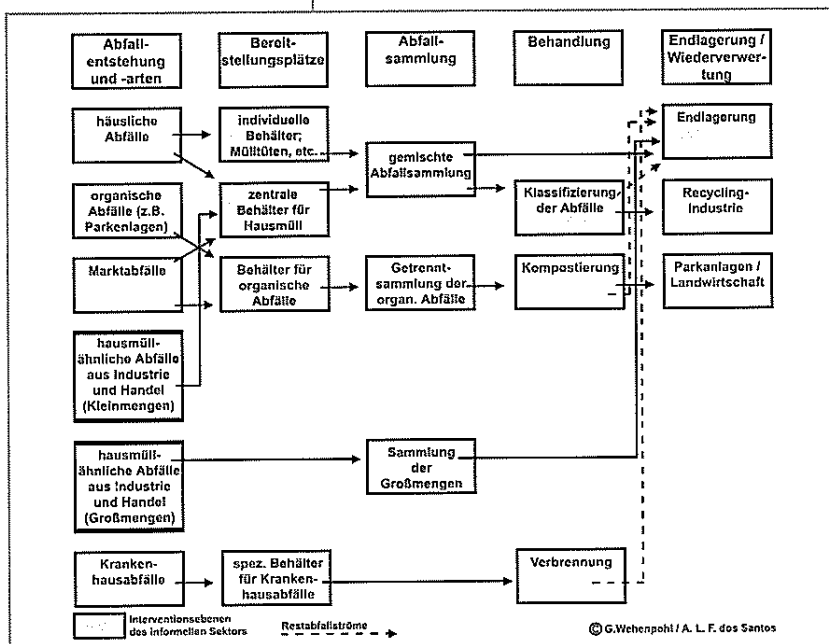 Abfall-
entstehung
und -arten
Bereit-
stellungsplätze
Abfall-
sammlung
Behandlung
Endlagerung /
Wiederverwer-
tung
häusliche
Abfälle
individuelle
Behälter;
Mülltüten, etc.
gemischte
Abfallsammlung
Endlagerung
organische
Abfälle (z.B.
Parkenlagen)
zentrale
Behälter für
Hausmüll
Klassifizierung
der Abfälle
Recycling-
Industrie
Marktabfälle
Behälter für
organische
Abfälle
Getrennt-
sammlung der
organ. Abfälle
Kompostierung
Parkanlagen /
Landwirtschaft
hausmüll-
ähnliche Abfälle
aus Industrie
und Handel
(Kleinmengen)
hausmüll-
ähnliche Abfälle
aus Industrie
und Handel
(Großmengen)
Sammlung
der
Großmengen
Kranken-
hausabfälle
spez. Behälter
für Kranken-
hausabfälle
Verbrennung
Interventionsebenen
des informellen Sektors
Restabfallströme
© G.Wehenpohl / A. L. F. dos Santos